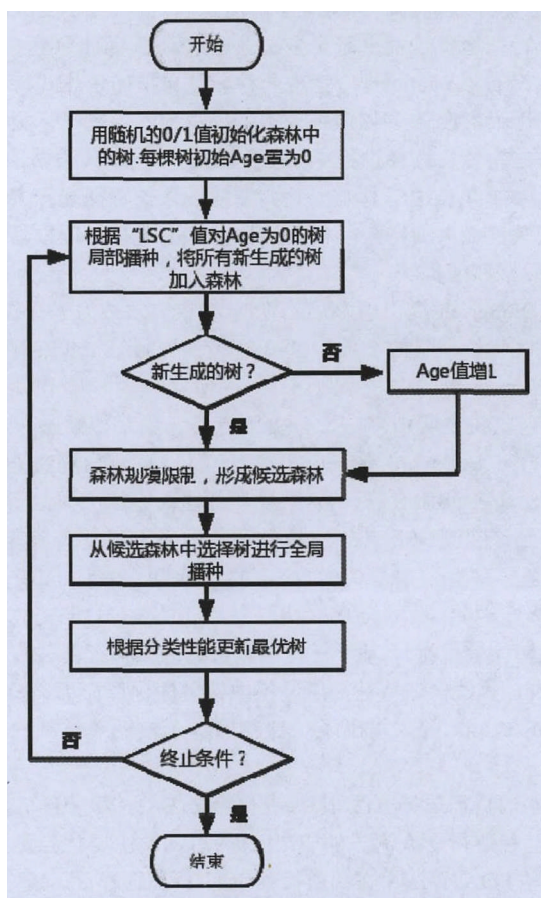 开始
用随机的0/1值初始化森林中
的树.每棵树初始Age置为0
根据“LSC”值对Age为0的树
局部播种，将所有新生成的树
加入森林
新生成的树？
否
Age值增1
是
森林规模限制，形成候选森林
从候选森林中选择树进行全局
播种
根据分类性能更新最优树
否
终止条件？
是
结束